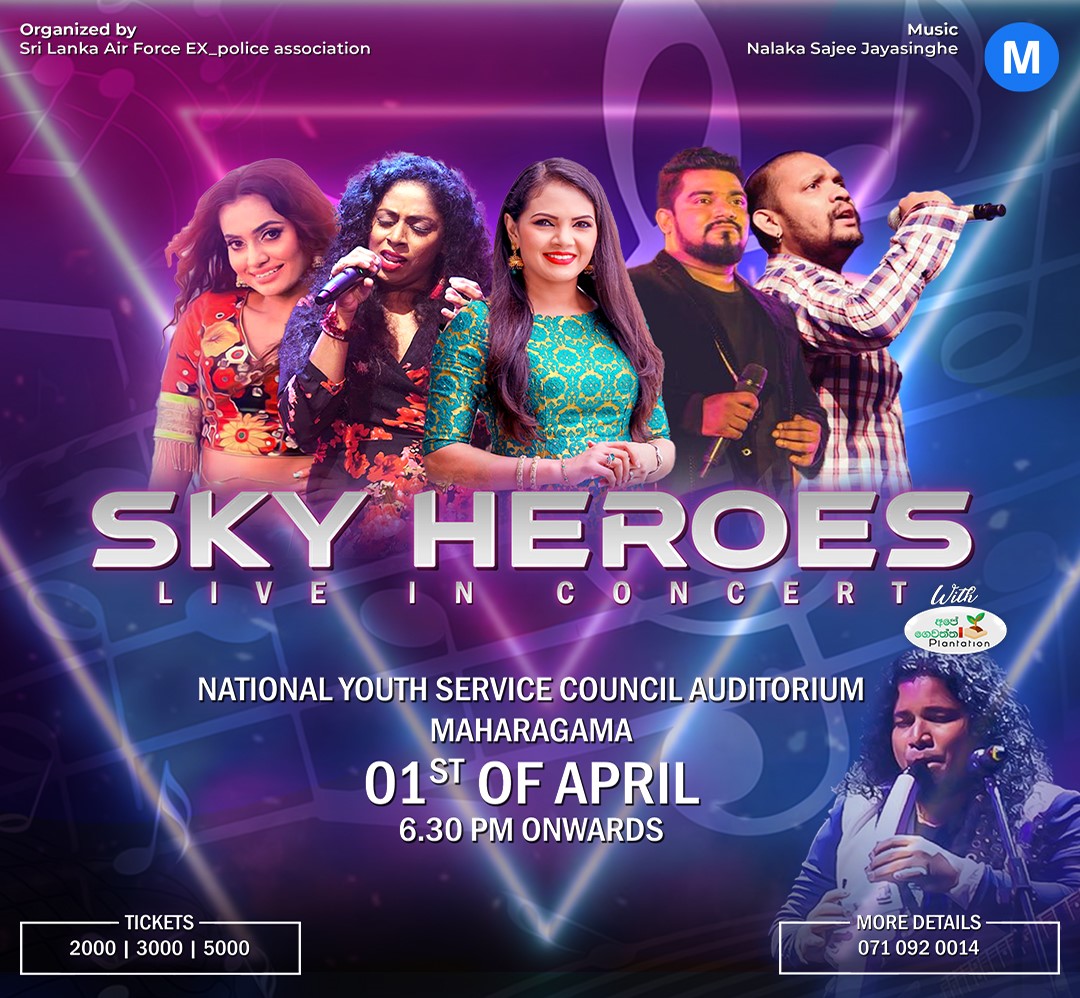 Organized by
Sri Lanka Air Force EX_police association
Music
Nalaka Sajee Jayasinghe
M
SKY HEROES
LIVE IN CONCERT
With
අපේ
ගෙවත්ත
Plantation
NATIONAL YOUTH SERVICE COUNCIL AUDITORIUM
MAHARAGAMA
01ST OF APRIL
6.30 PM ONWARDS
TICKETS
2000 | 3000 | 5000
MORE DETAILS
071 092 0014